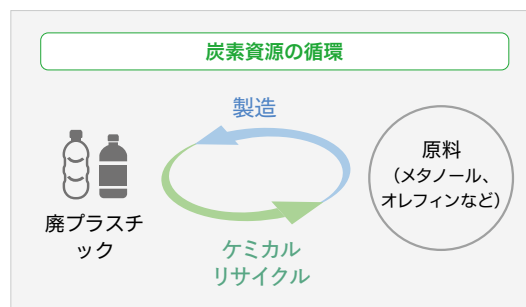 炭素資源の循環
製造
廃プラスチ
ック
ケミカル
リサイクル
原料
（メタノール、
オレフィンなど）